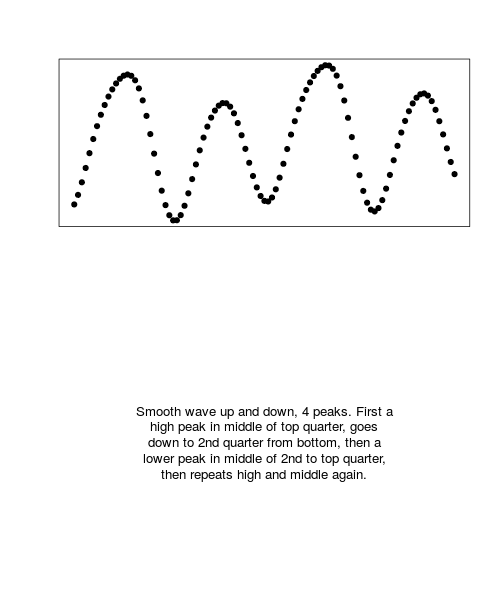 Smooth wave up and down, 4 peaks. First a
high peak in middle of top quarter, goes
down to 2nd quarter from bottom, then a
lower peak in middle of 2nd to top quarter,
then repeats high and middle again.